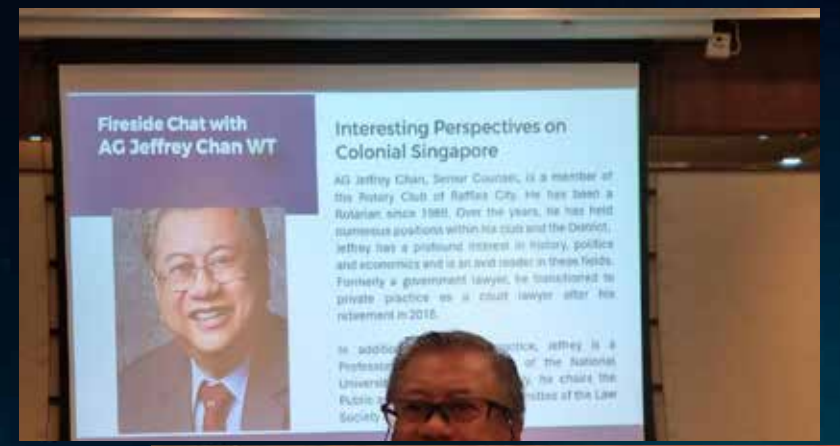 Fireside Chat with
AG Jeffrey Chan WT
Interesting Perspectives on
Colonial Singapore
AG Jeffrey Chan, Senior Counsel, is a member of
the Rotary Club of Raffles City. He has been a
Rotarian since 1980. Over the years, he has held
numerous positions within his club and the District.
Jeffrey has a profound interest in history, politics
and economics and is an avid reader in these fields.
Formerly a government lawyer, he transitioned to
private practice as a court lawyer after his
retirement in
In practice, Jeffrey is a
of the National
he chairs the
Public of the Law
Society